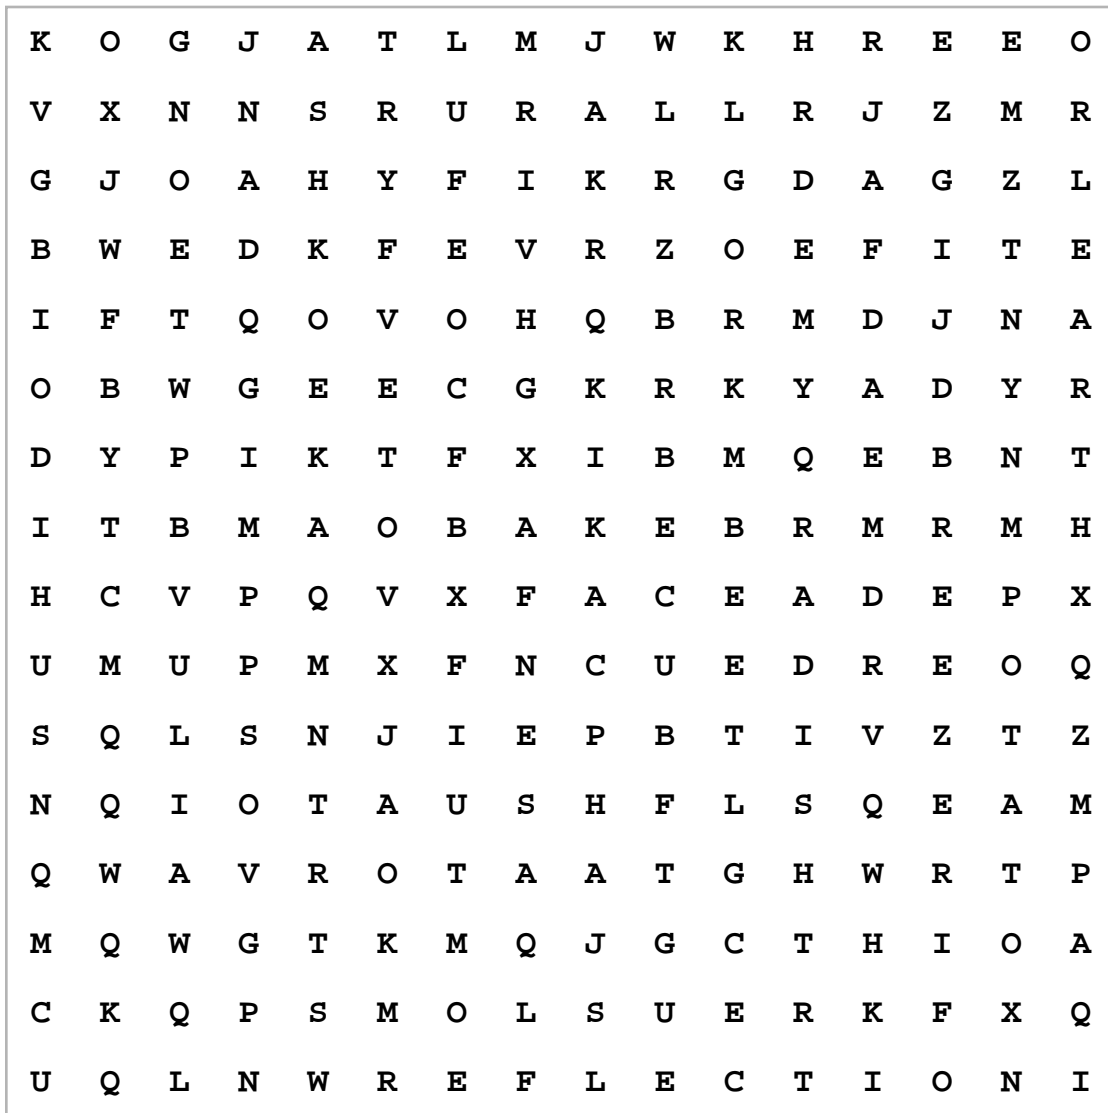 K O G J A T L M J W K H R E E O
V X N N S R U R A L L R J Z M R
G J O A H Y F I K R G D A G Z L
B W E D K F E V R Z O E F I T E
I F T Q O V O H Q B R M D J N A
O B W G E E C G K R K Y A D Y R
D Y P I K T F X I B M Q E B N T
I T B M A O B A K E B R M R M H
H C V P Q V X F A C E A D E P X
U M U P M X F N C U E D R E O Q
S Q L S N J I E P B T I V Z T Z
N Q I O T A U S H F L S Q E A M
Q W A V R O T A A T G H W R T P
M Q W G T K M Q J G C T H I O A
C K Q P S M O L S U E R K F X Q
U Q L N W R E F L E C T I O N I